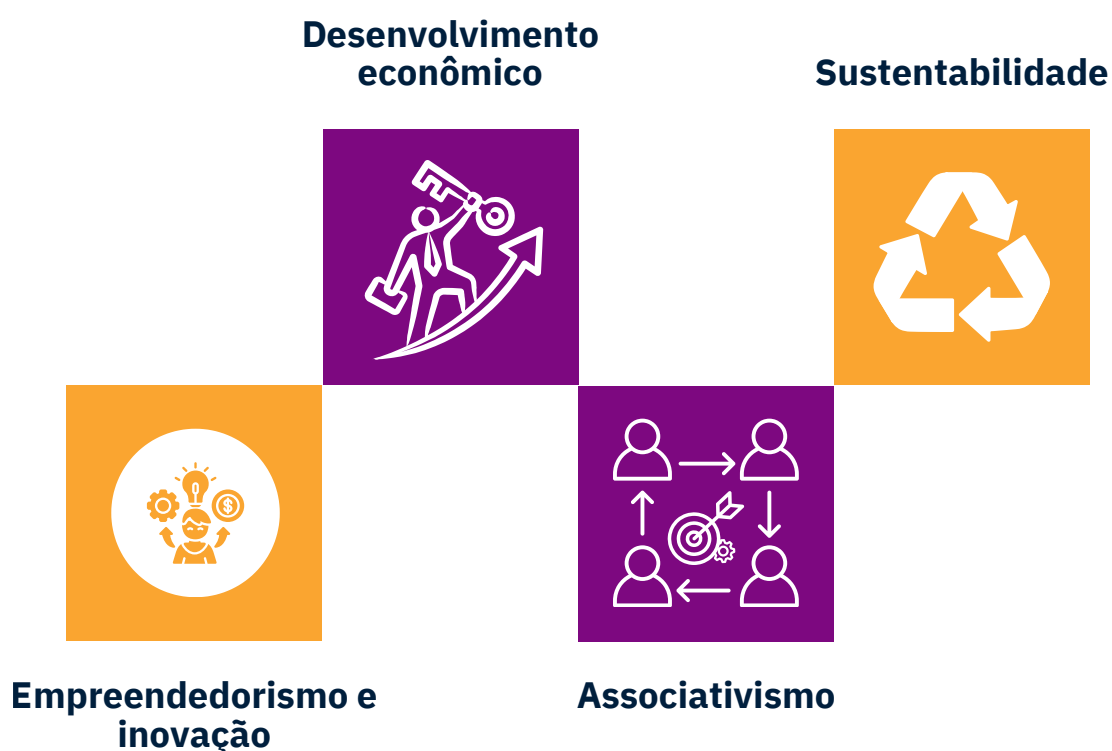 Desenvolvimento
econômico
Sustentabilidade
$
Empreendedorismo e
inovação
Associativismo